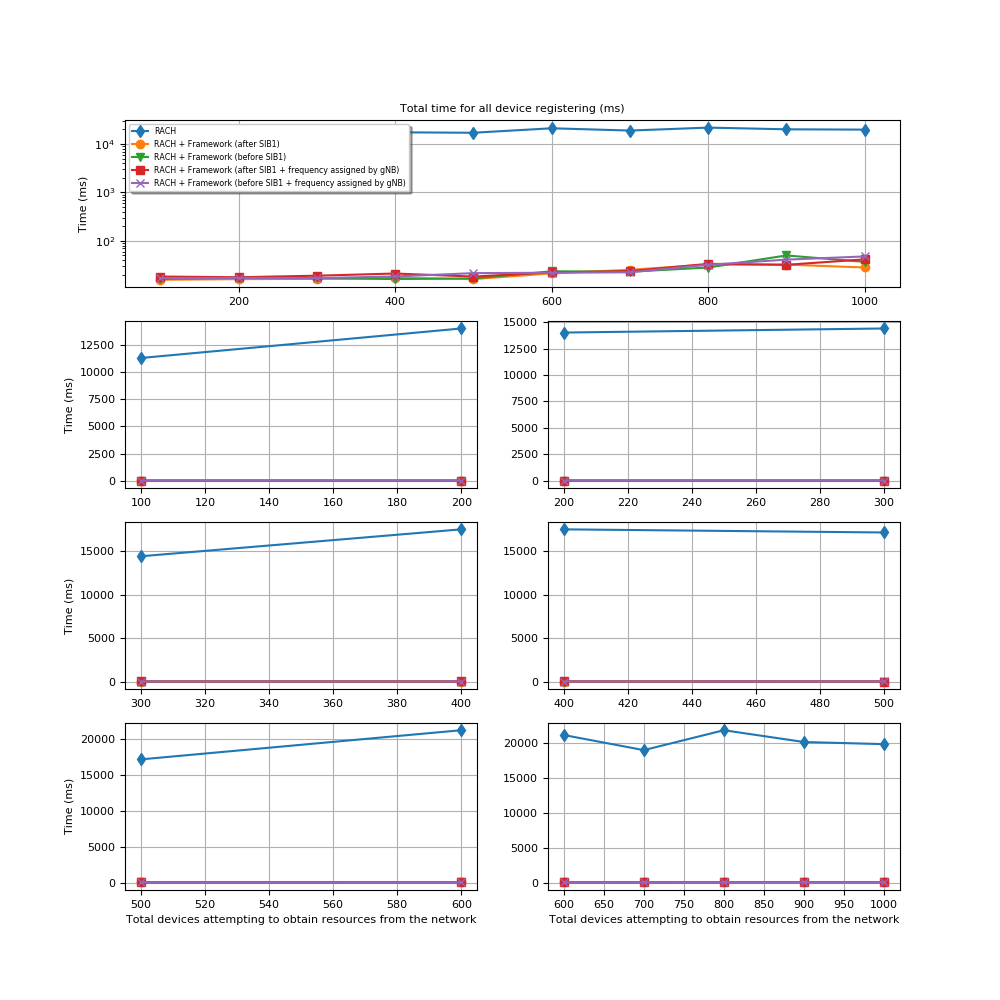 Total time for all device registering (ms)
RACH
RACH + Framework (after SIB1)
RACH + Framework (before SIB1)
RACH + Framework (after SIB1 + frequency assigned by gNB)
RACH + Framework (before SIB1 + frequency assigned by gNB)
Time (ms)
10⁴
10³
10²
200 400 600 800 1000
Time (ms)
12500
10000
7500
5000
2500
0
100 120 140 160 180 200
15000
12500
10000
7500
5000
2500
0
200 220 240 260 280 300
Time (ms)
15000
10000
5000
0
300 320 340 360 380 400
15000
10000
5000
0
400 420 440 460 480 500
Time (ms)
20000
15000
10000
5000
0
500 520 540 560 580 600
Total devices attempting to obtain resources from the network
20000
15000
10000
5000
0
600 650 700 750 800 850 900 950 1000
Total devices attempting to obtain resources from the network